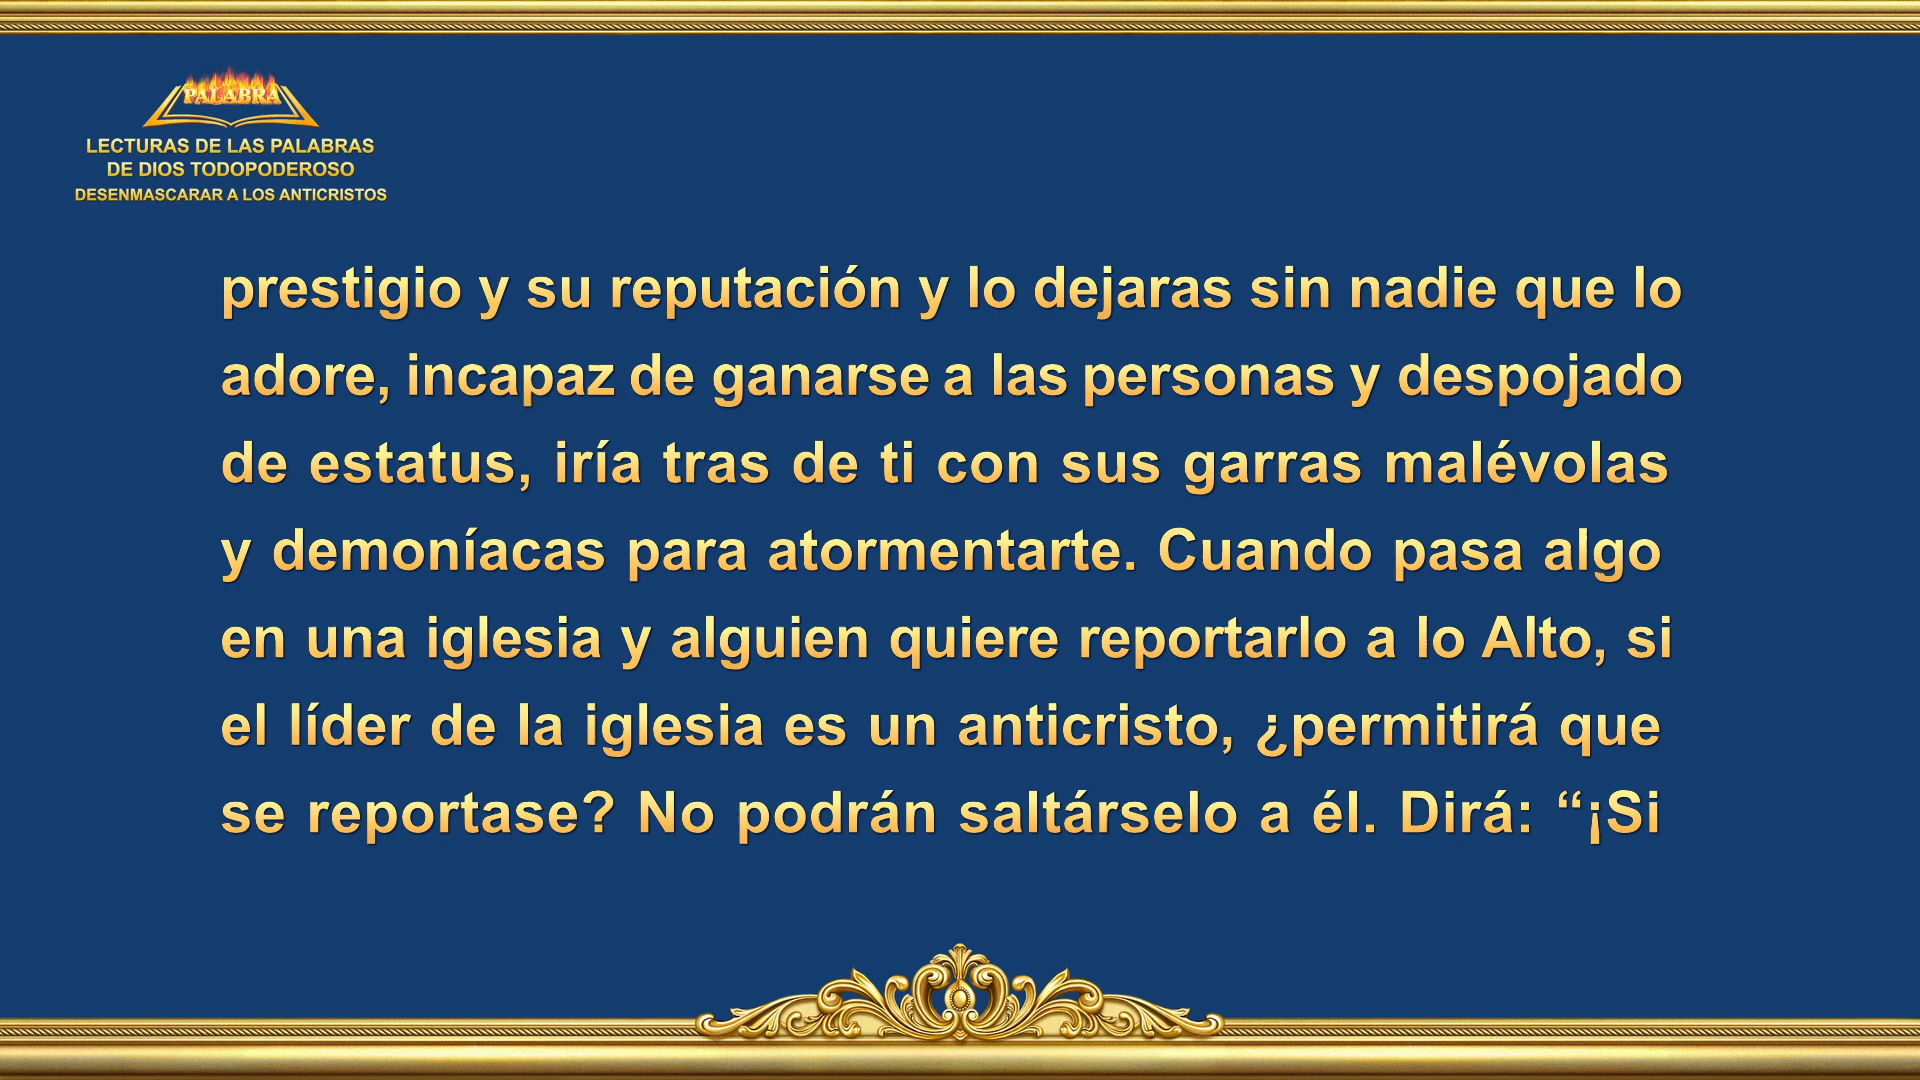 PALABRA
LECTURAS DE LAS PALABRAS
DE DIOS TODOPODEROSO
DESENMASCARAR A LOS ANTICRISTOS
prestigio y su reputación y lo dejaras sin nadie que lo
adore, incapaz de ganarse a las personas y despojado
de estatus, iría tras de ti con sus garras malévolas
y demoníacas para atormentarte. Cuando pasa algo
en una iglesia y alguien quiere reportarlo a lo Alto, si
el líder de la iglesia es un anticristo, ¿permitirá que
se reportase? No podrán saltárselo a él. Dirá: “¡Si